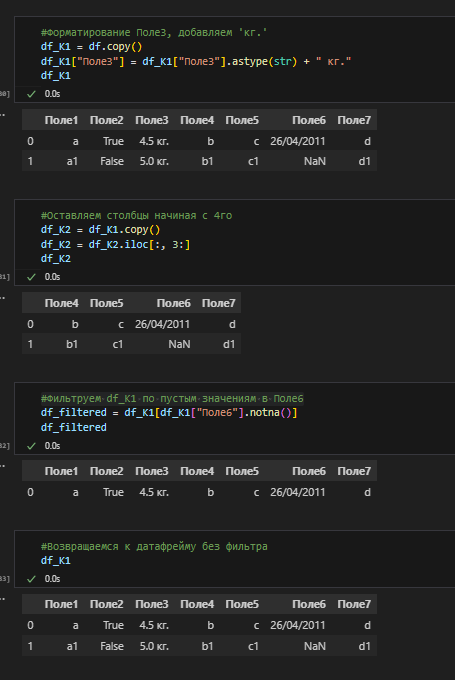 #Форматирование Поле3, добавляем 'кг.'
df_K1 = df.copy()
df_K1["Поле3"] = df_K1["Поле3"].astype(str) + " кг."
df_K1
✓ 0.0s
Поле1 Поле2 Поле3 Поле4 Поле5 Поле6 Поле7
0 a True 4.5 кг. b c 26/04/2011 d
1 a1 False 5.0 кг. b1 c1 NaN d1
#Оставляем столбцы начиная с 4го
df_K2 = df_K1.copy()
df_K2 = df_K2.iloc[:, 3:]
df_K2
✓ 0.0s
Поле4 Поле5 Поле6 Поле7
0 b c 26/04/2011 d
1 b1 c1 NaN d1
#Фильтруем df_K1 по пустым значениям в Поле6
df_filtered = df_K1[df_K1["Поле6"].notna()]
df_filtered
✓ 0.0s
Поле1 Поле2 Поле3 Поле4 Поле5 Поле6 Поле7
0 a True 4.5 кг. b c 26/04/2011 d
#Возвращаемся к датафрейму без фильтра
df_K1
✓ 0.0s
Поле1 Поле2 Поле3 Поле4 Поле5 Поле6 Поле7
0 a True 4.5 кг. b c 26/04/2011 d
1 a1 False 5.0 кг. b1 c1 NaN d1